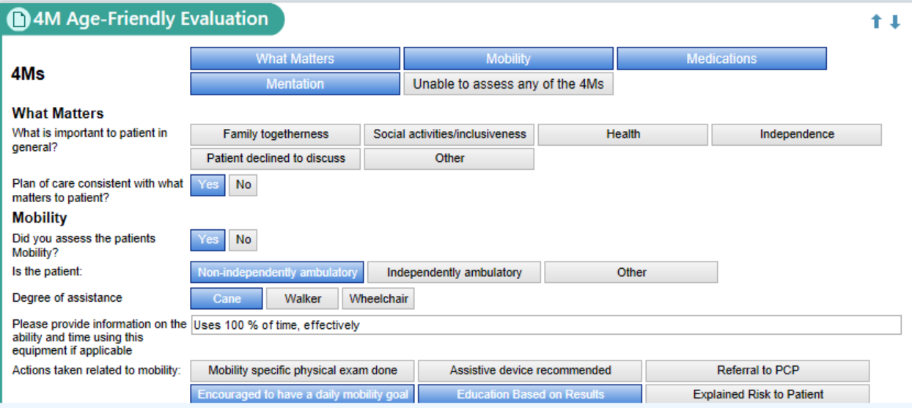 4M Age-Friendly Evaluation
4Ms
What Matters Mobility Medications
Mentation Unable to assess any of the 4Ms
What Matters
What is important to patient in
general?
Family togetherness Social activities/inclusiveness Health Independence
Patient declined to discuss Other
Plan of care consistent with what
matters to patient?
Yes No
Mobility
Did you assess the patients
Mobility?
Yes No
Is the patient: Non-independently ambulatory Independently ambulatory Other
Degree of assistance Cane Walker Wheelchair
Please provide information on the
ability and time using this
equipment if applicable
Uses 100 % of time, effectively
Actions taken related to mobility: Mobility specific physical exam done Assistive device recommended Referral to PCP
Encouraged to have a daily mobility goal Education Based on Results Explained Risk to Patient